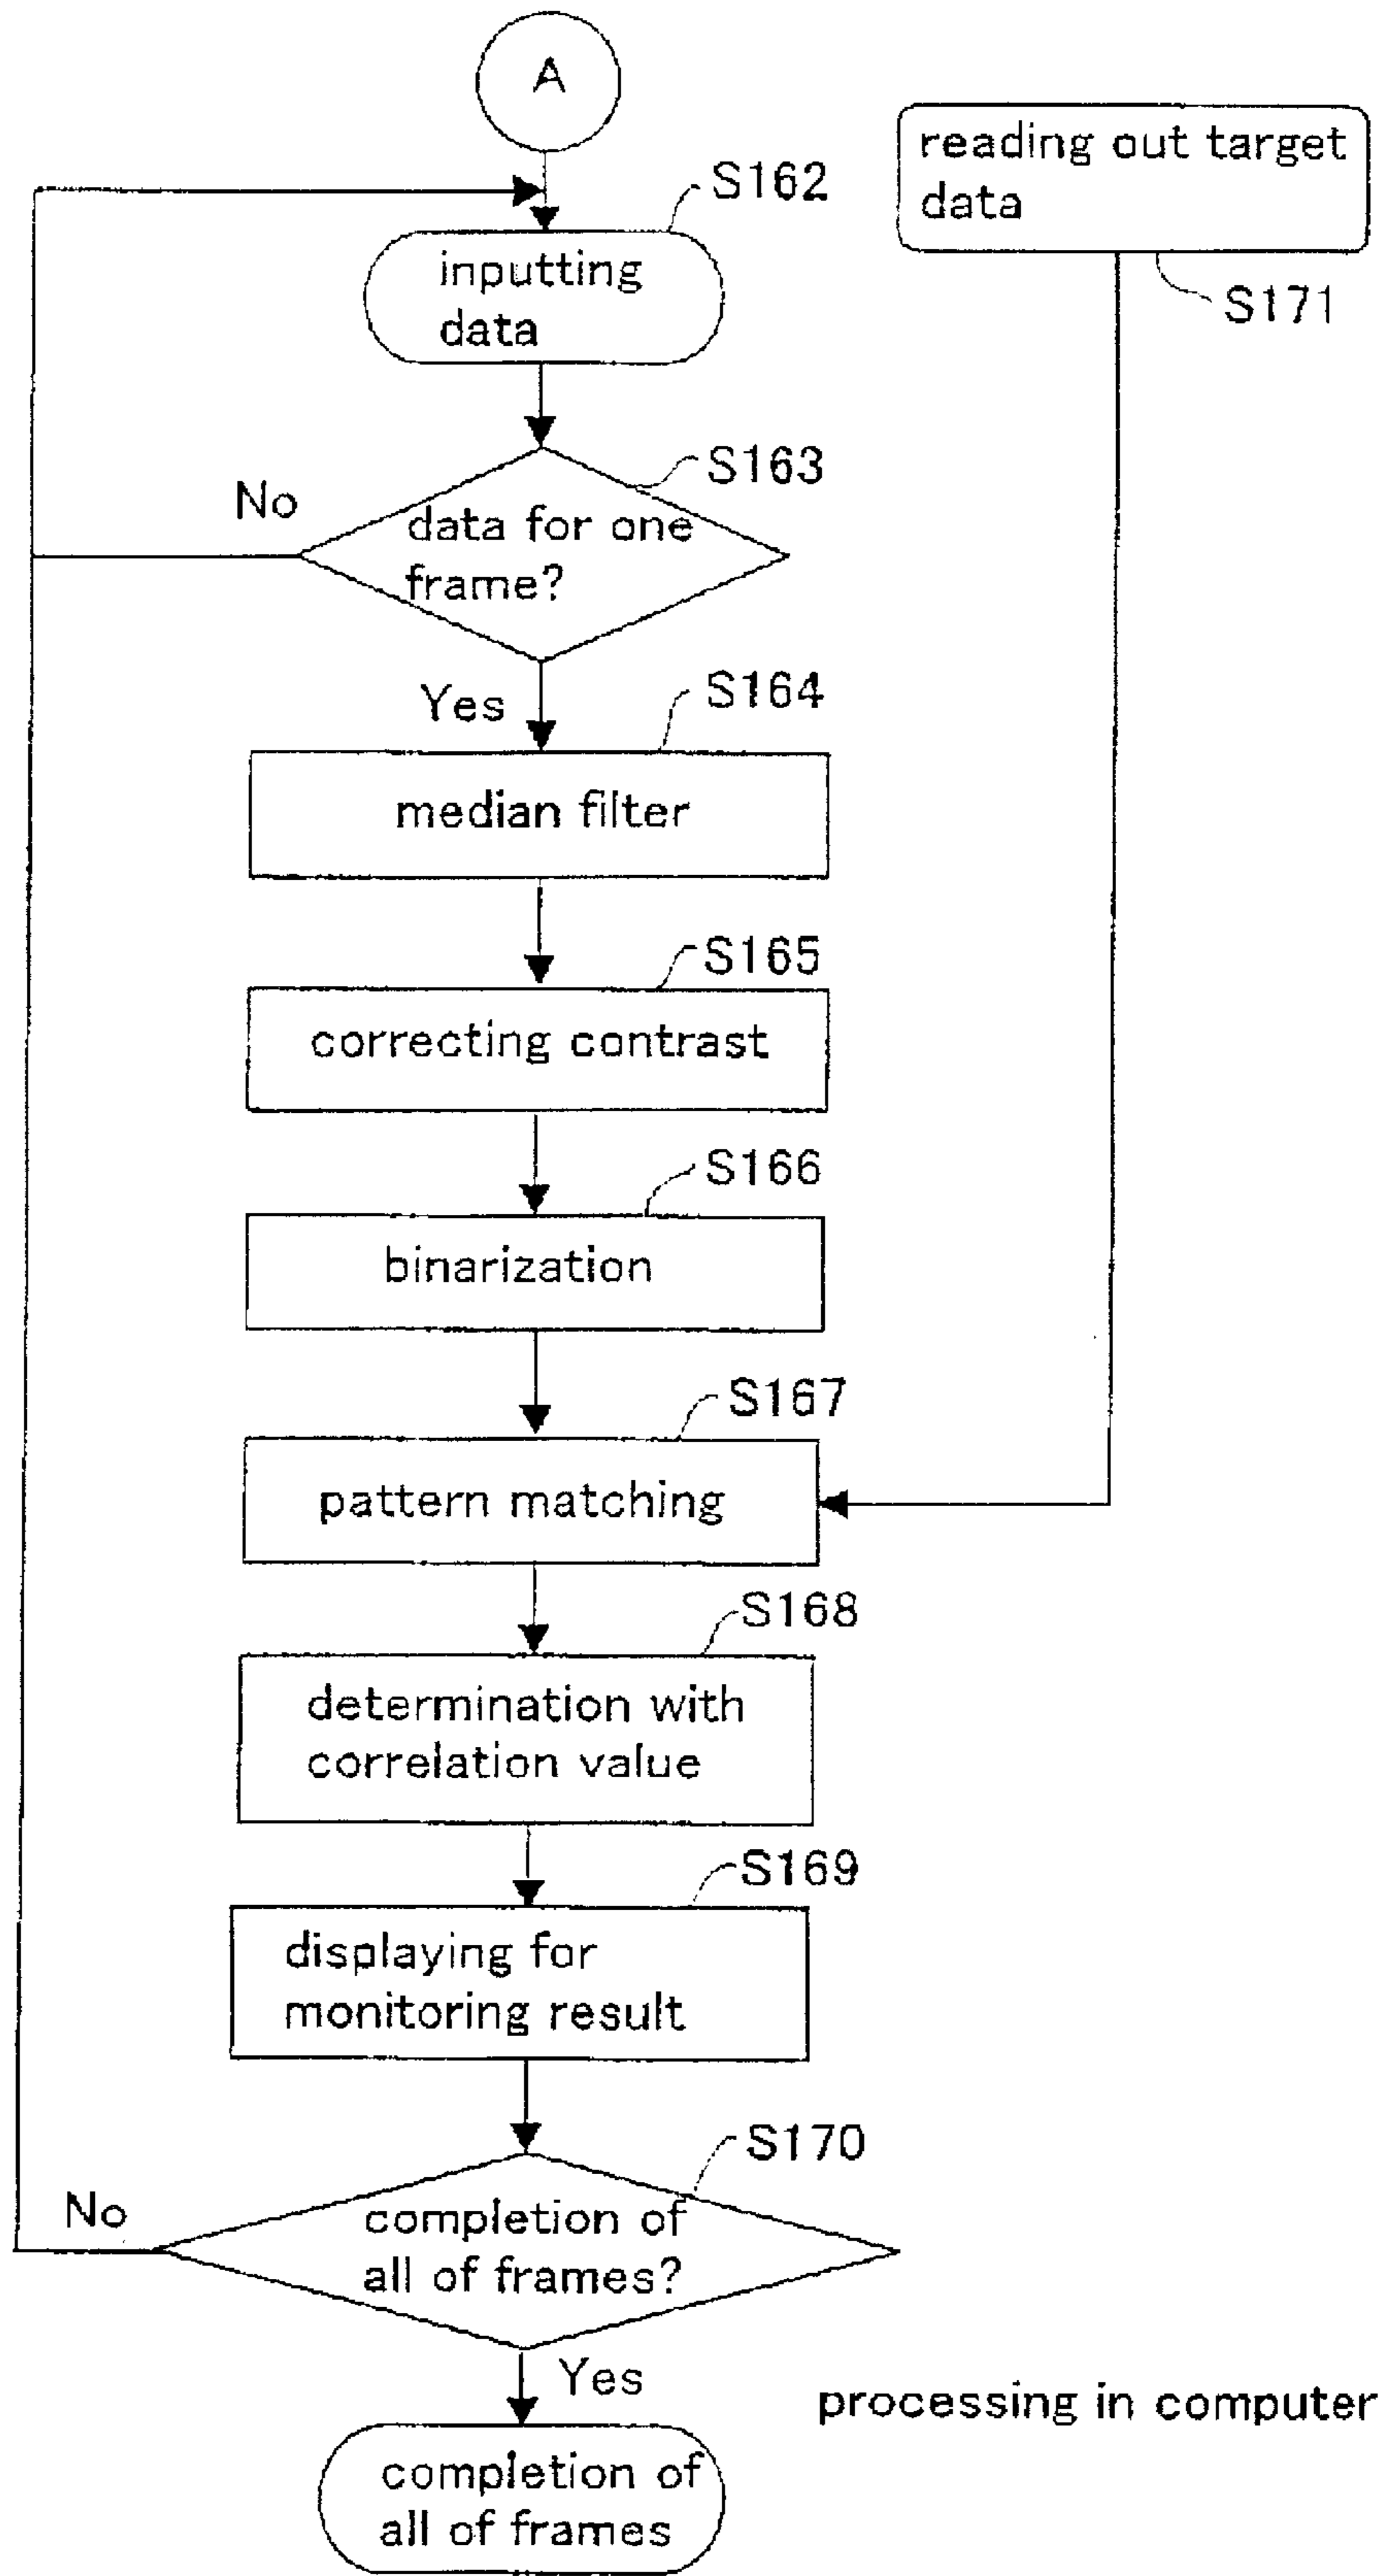 A
reading out target
data
S171
S162
inputting
data
S163
No
data for one
frame?
Yes
S164
median filter
S165
correcting contrast
S166
binarization
S167
pattern matching
S168
determination with
correlation value
S169
displaying for
monitoring result
S170
No
completion of
all of frames?
Yes
processing in computer
completion of
all of frames